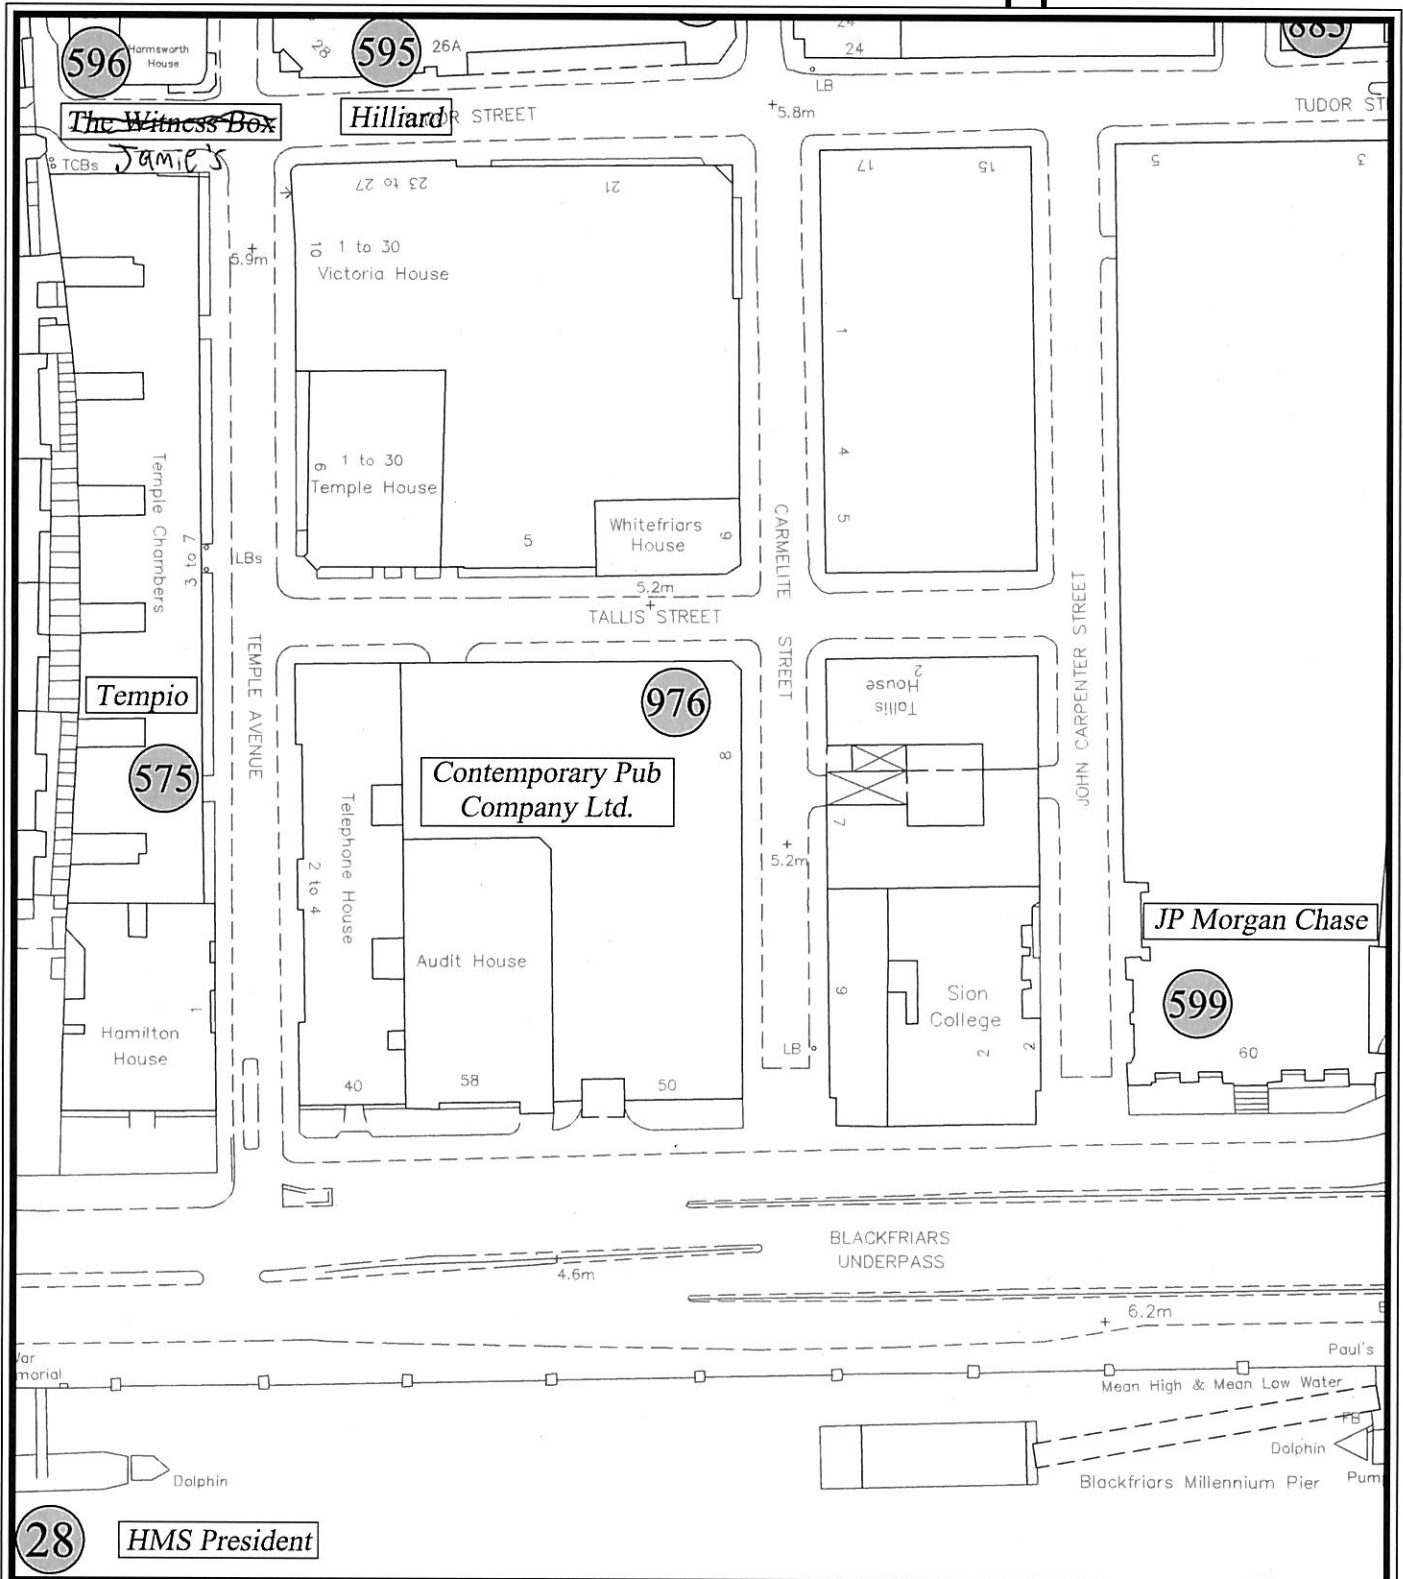 596
Harmsworth
House
28
595
26A
24
24
885
LB
The Witness Box
Jamie's
Hilliard
STREET
5.8m
TUDOR ST
TCBs
23 to 27
21
17
15
5
3
5.9m
10
1 to 30
Victoria House
1
6
1 to 30
Temple House
4
5
Temple Chambers
3 to 7
LBs
5
Whitefriars
House
9
CARMELITE
STREET
5.2m
TALLIS STREET
JOHN CARPENTER STREET
TEMPLE AVENUE
Tempio
575
976
8
Contemporary Pub
Company Ltd.
2
Tallis
House
7
5.2m
Telephone House
2 to 4
Audit House
JP Morgan Chase
599
60
9
Sion
College
2
2
Hamilton
House
1
LB
40
58
50
BLACKFRIARS
UNDERPASS
4.6m
6.2m
Paul's
Mean High & Mean Low Water
FB
Dolphin
Dolphin
Blackfriars Millennium Pier
Pum
28
HMS President